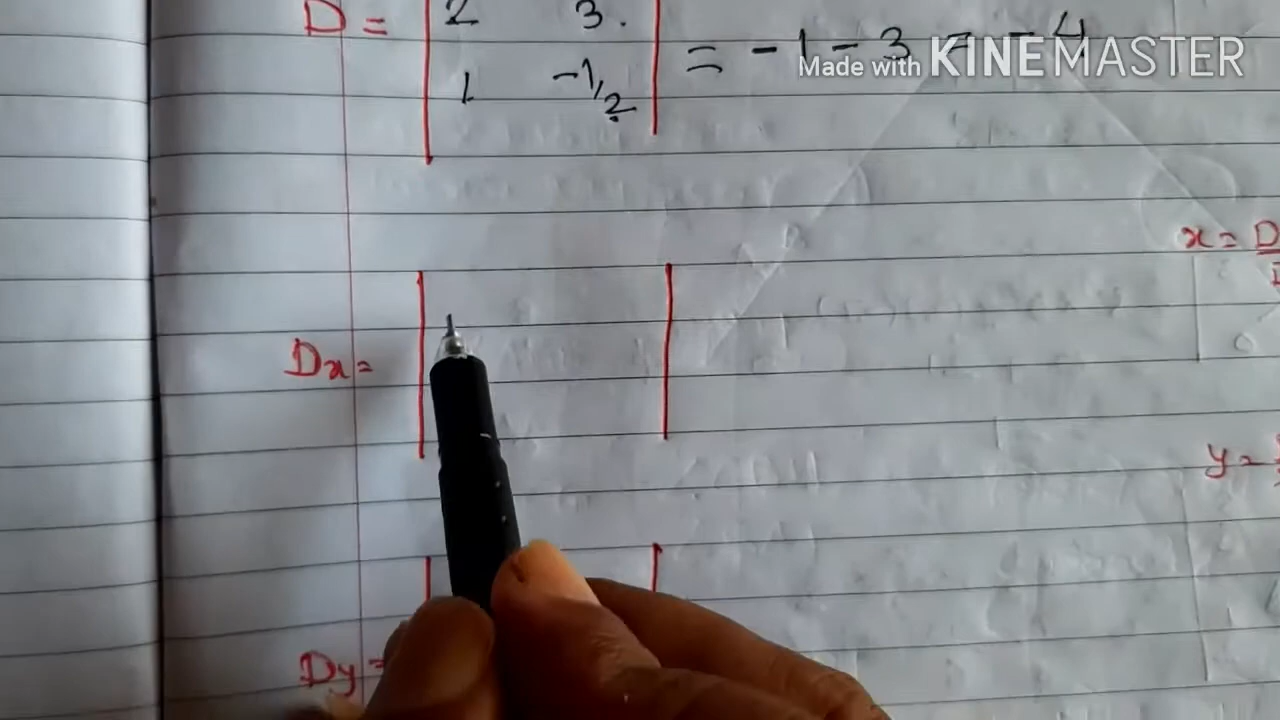 D = | 2 3. | = -1 - 3 = -4
| 1 -1/2 |
Made with KINEMASTER
x = D
Dx =
y =
Dy =